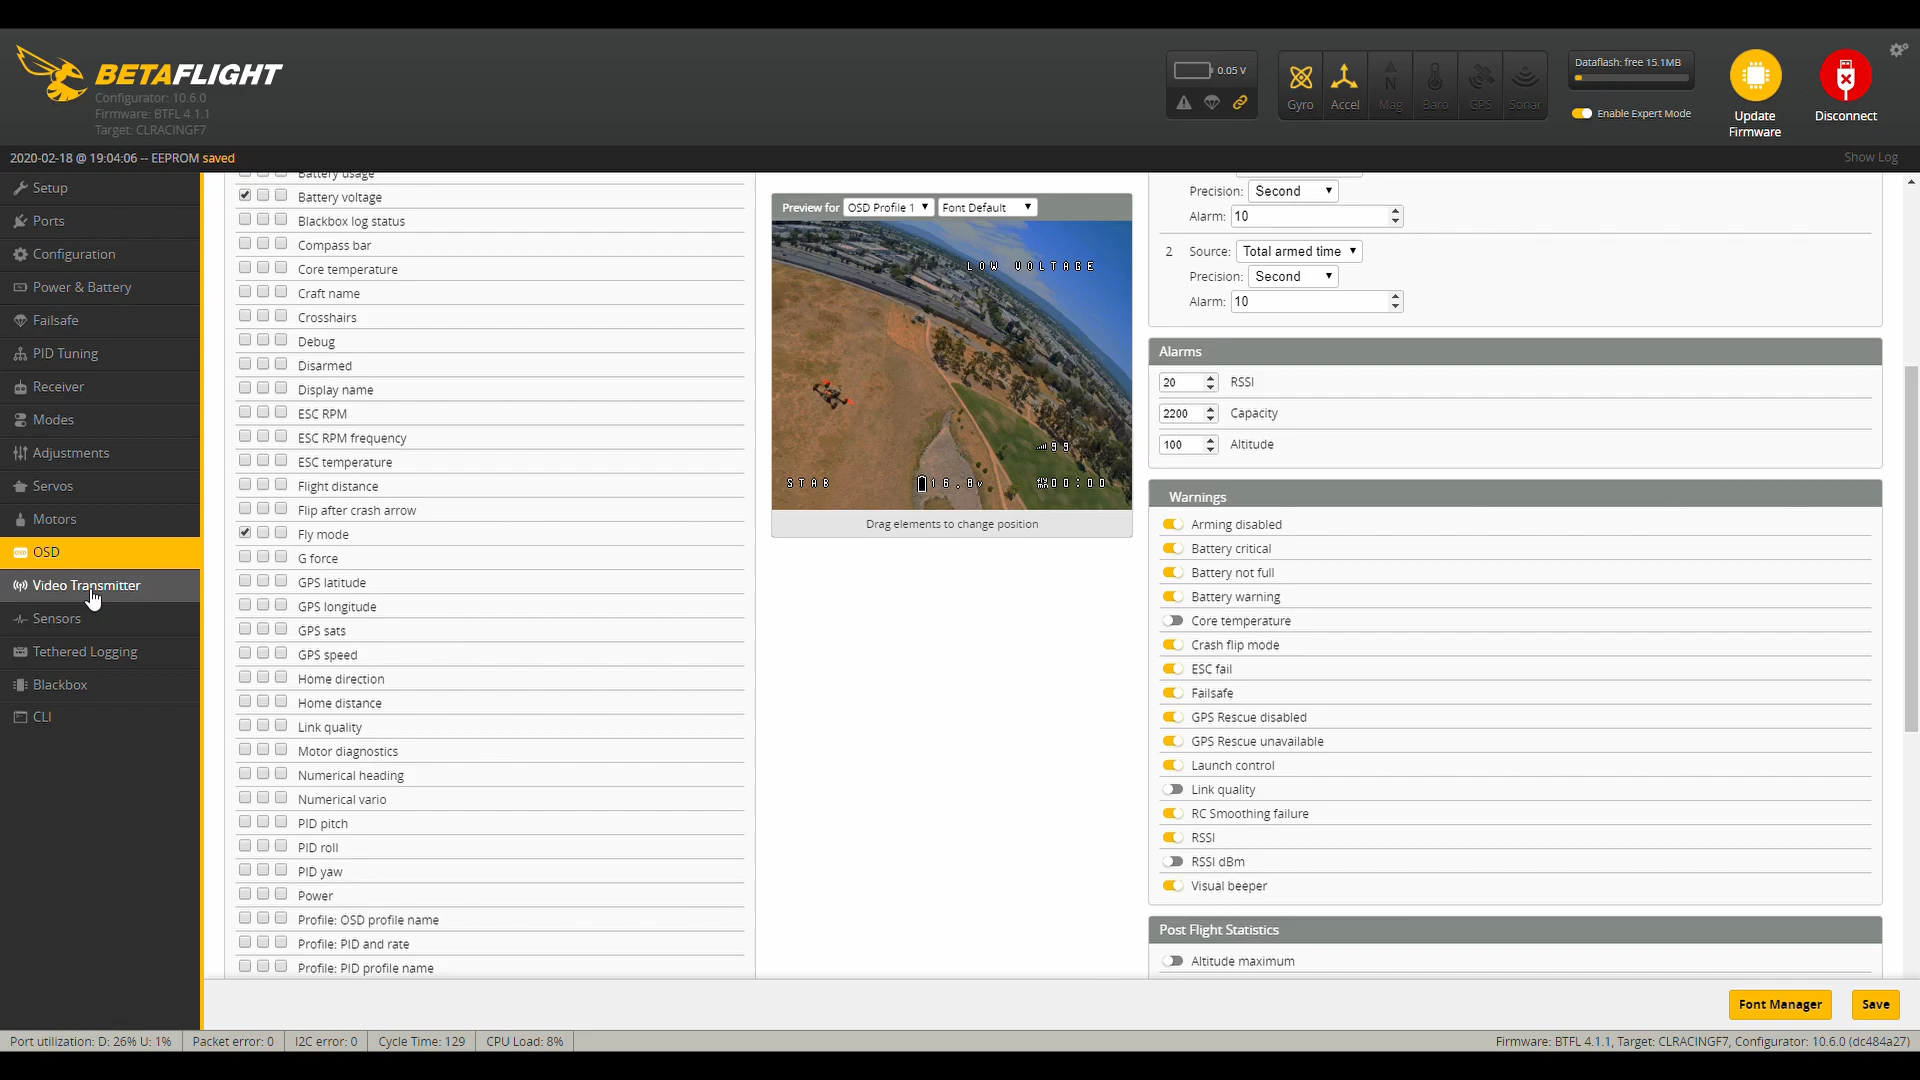 BETAFLIGHT
Configurator: 10.6.0
Firmware: BTFL 4.1.1
Target: CLRACINGF7
0.05 V
Gyro
Accel
Mag
Baro
GPS
Sonar
Dataflash: free 15.1MB
Enable Expert Mode
Update
Firmware
Disconnect
2020-02-18 @ 19:04:06 -- EEPROM saved
Show Log
Setup
Ports
Configuration
Power & Battery
Failsafe
PID Tuning
Receiver
Modes
Adjustments
Servos
Motors
OSD
Video Transmitter
Sensors
Tethered Logging
Blackbox
CLI
Battery usage
Battery voltage
Blackbox log status
Compass bar
Core temperature
Craft name
Crosshairs
Debug
Disarmed
Display name
ESC RPM
ESC RPM frequency
ESC temperature
Flight distance
Flip after crash arrow
Fly mode
G force
GPS latitude
GPS longitude
GPS sats
GPS speed
Home direction
Home distance
Link quality
Motor diagnostics
Numerical heading
Numerical vario
PID pitch
PID roll
PID yaw
Power
Profile: OSD profile name
Profile: PID and rate
Profile: PID profile name
Preview for OSD Profile 1 Font Default
LOW VOLTAGE
99
STAB 16.8V 00:00
Drag elements to change position
Precision: Second
Alarm: 10
2 Source: Total armed time
Precision: Second
Alarm: 10
Alarms
20 RSSI
2200 Capacity
100 Altitude
Warnings
Arming disabled
Battery critical
Battery not full
Battery warning
Core temperature
Crash flip mode
ESC fail
Failsafe
GPS Rescue disabled
GPS Rescue unavailable
Launch control
Link quality
RC Smoothing failure
RSSI
RSSI dBm
Visual beeper
Post Flight Statistics
Altitude maximum
Font Manager
Save
Port utilization: D: 26% U: 1% Packet error: 0 I2C error: 0 Cycle Time: 129 CPU Load: 8% Firmware: BTFL 4.1.1, Target: CLRACINGF7, Configurator: 10.6.0 (dc484a27)